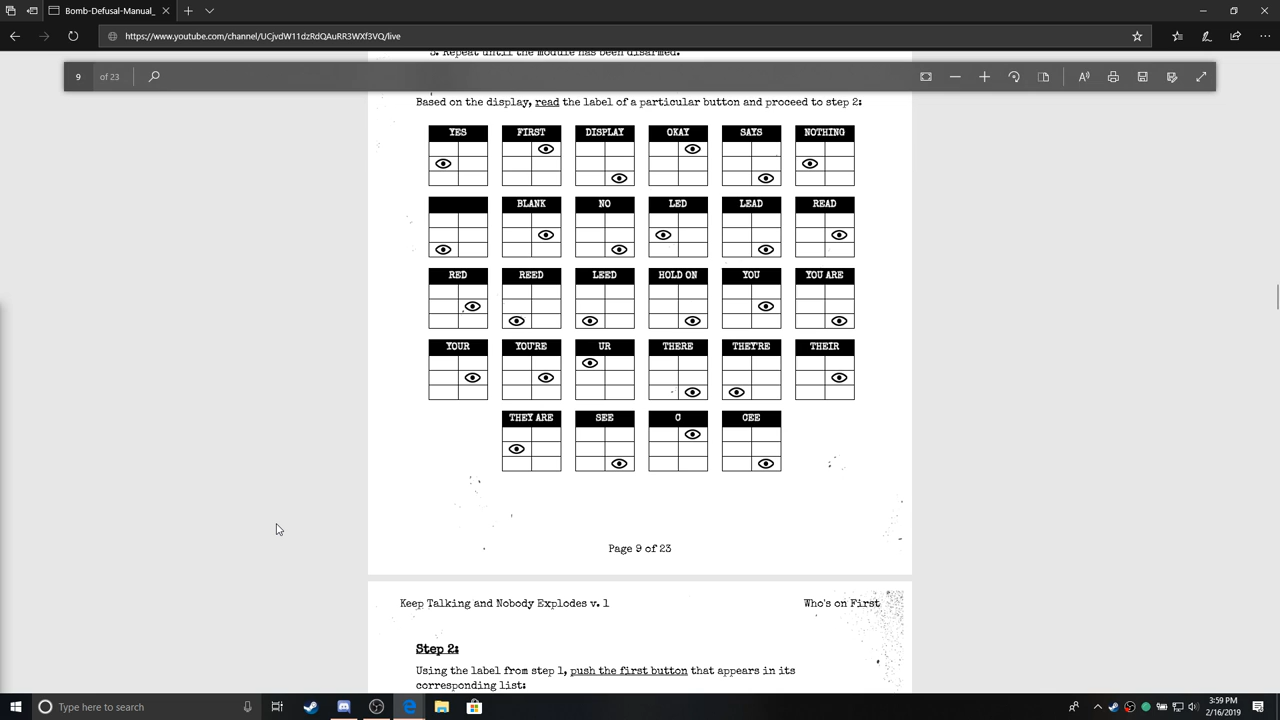 Bomb-Defusal-Manual_
https://www.youtube.com/channel/UCjvdW11dzRdQAuRR3WXf3VQ/live
3. Repeat until the module has been disarmed.
9 of 23
Based on the display, read the label of a particular button and proceed to step 2:
YES FIRST DISPLAY OKAY SAYS NOTHING
BLANK NO LED LEAD READ
RED REED LEED HOLD ON YOU YOU ARE
YOUR YOU'RE UR THERE THEY'RE THEIR
THEY ARE SEE C CEE
Page 9 of 23
Keep Talking and Nobody Explodes v. 1 Who's on First
Step 2:
Using the label from step 1, push the first button that appears in its
corresponding list:
Type here to search
3:59 PM
2/16/2019